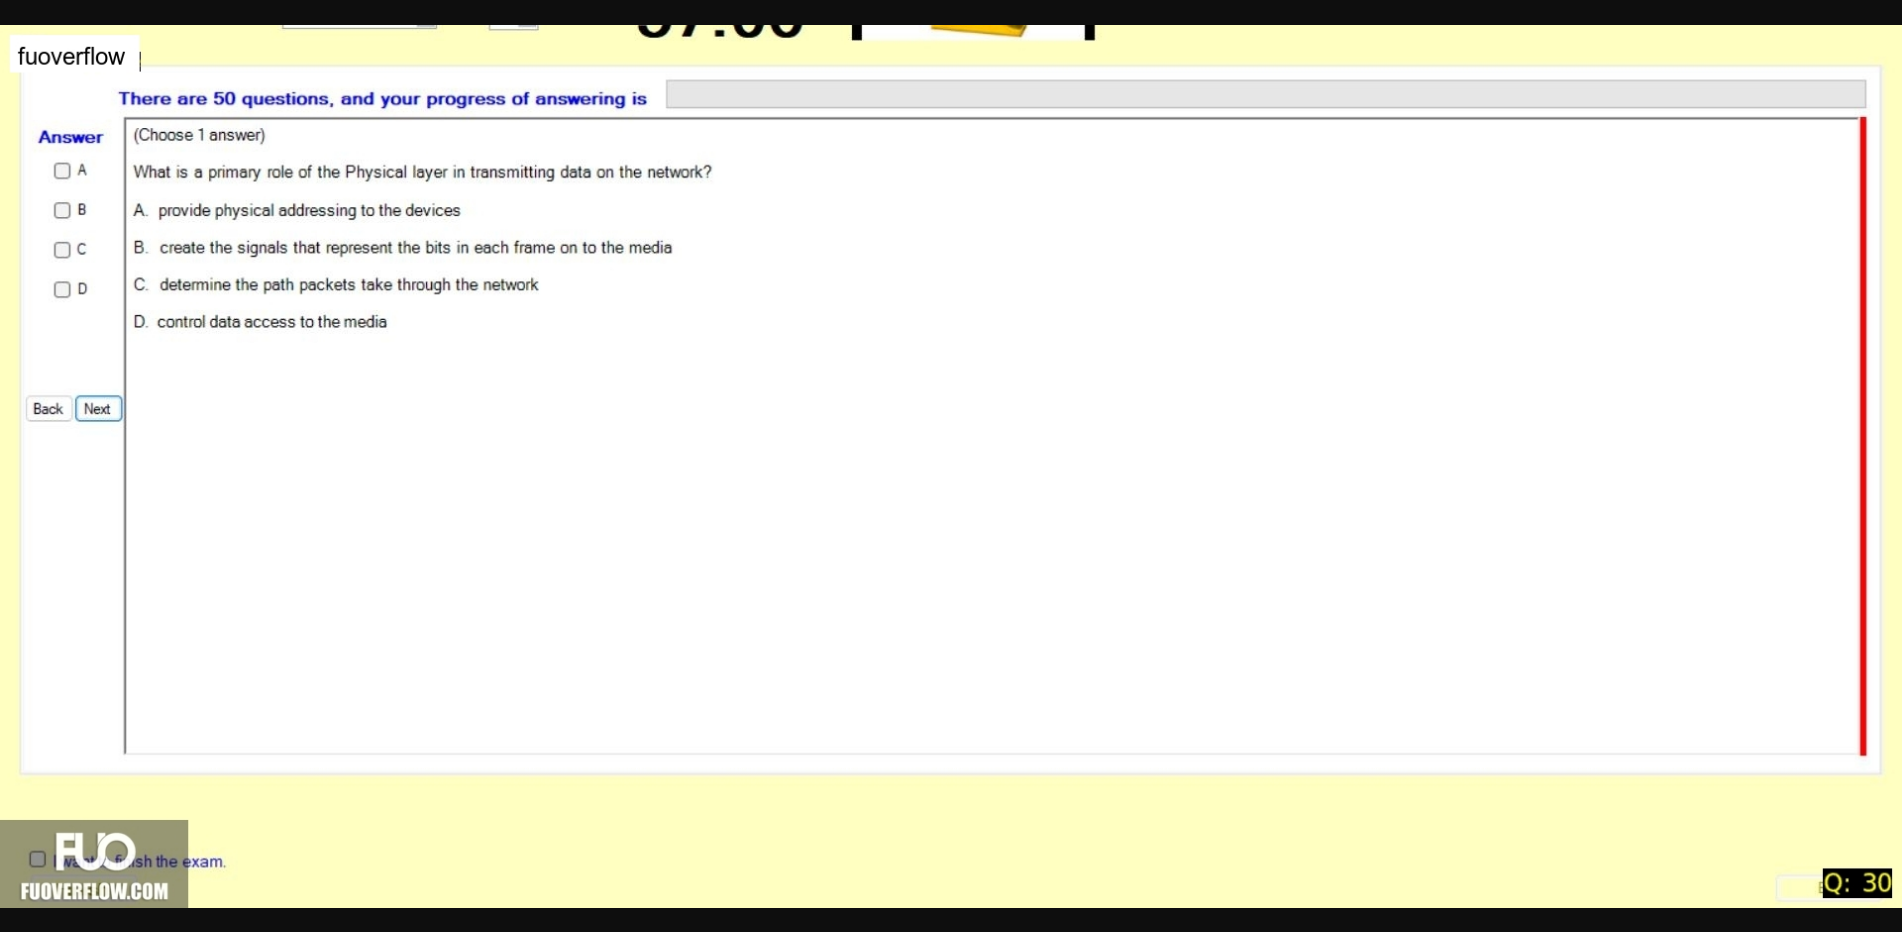 fuoverflow
There are 50 questions, and your progress of answering is
Answer
(Choose 1 answer)
A
What is a primary role of the Physical layer in transmitting data on the network?
B
A. provide physical addressing to the devices
C
B. create the signals that represent the bits in each frame on to the media
D
C. determine the path packets take through the network
D. control data access to the media
Back Next
FUO
finish the exam.
FUOVERFLOW.COM
Q: 30